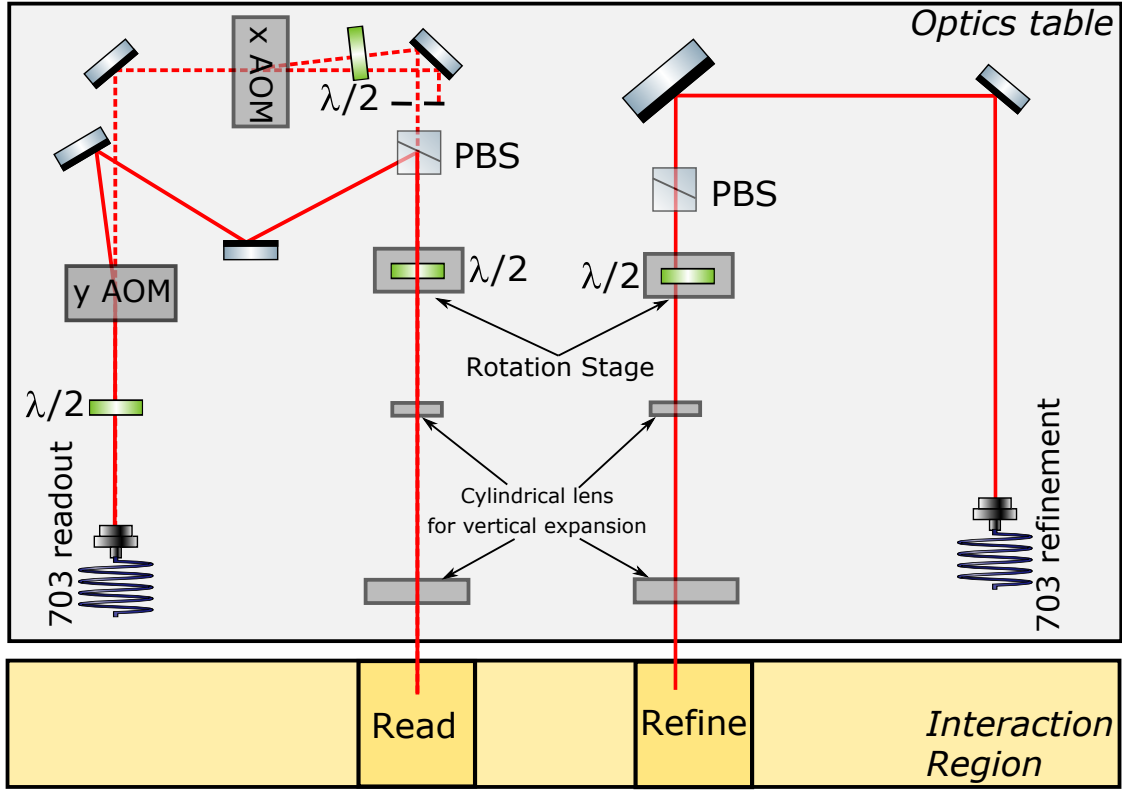 Optics table
x AOM
λ/2
PBS
PBS
y AOM
λ/2
λ/2
Rotation Stage
λ/2
703 readout
Cylindrical lens
for vertical expansion
703 refinement
Read
Refine
Interaction
Region